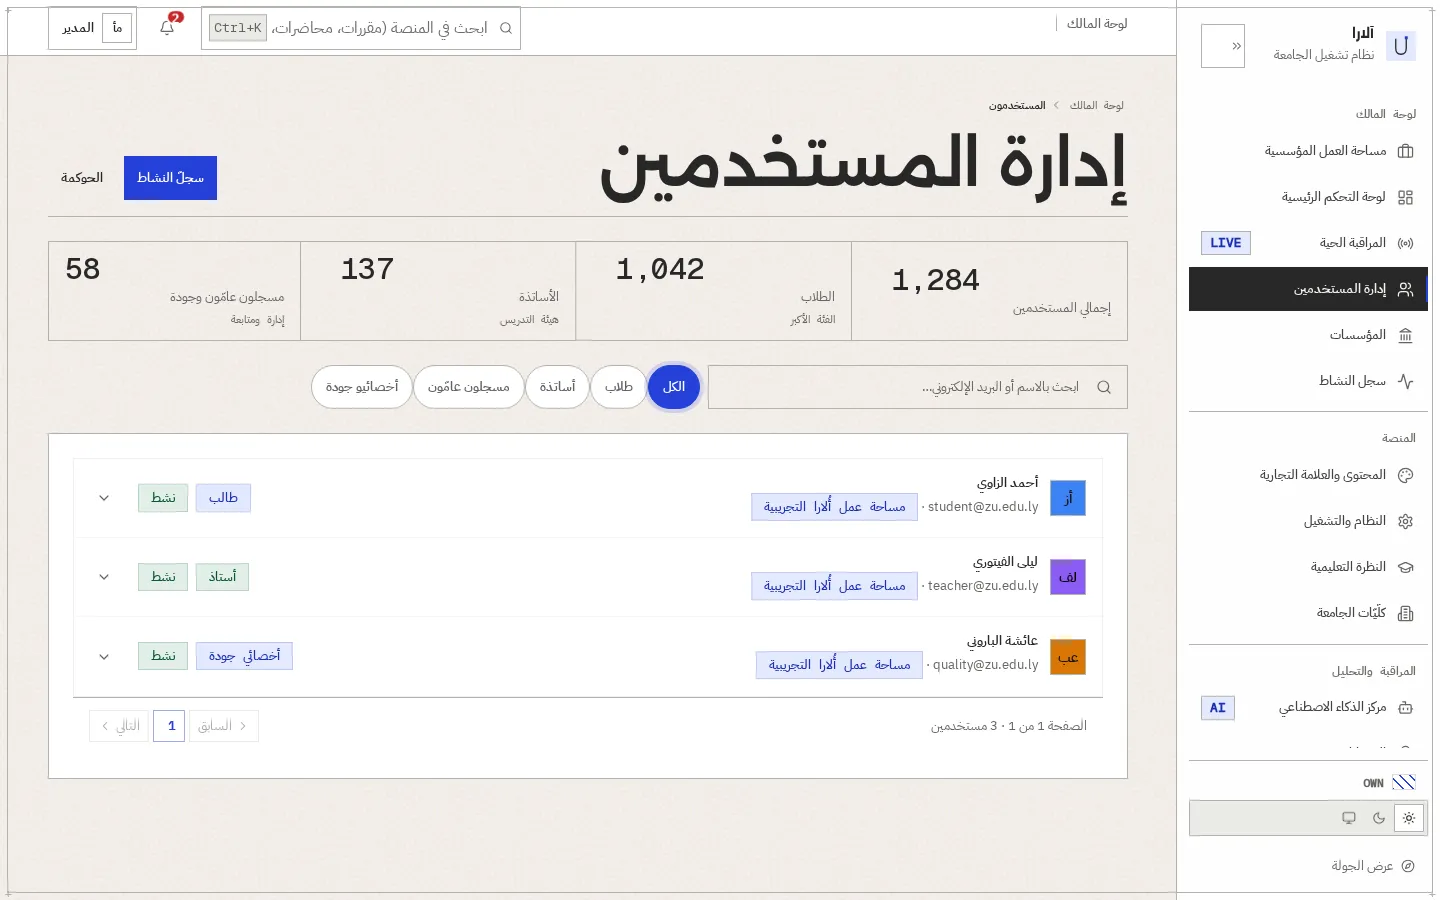 آلارا
نظام تشغيل الجامعة
لوحة المالك
مساحة العمل المؤسسية
لوحة التحكم الرئيسية
المراقبة الحية LIVE
إدارة المستخدمين
المؤسسات
سجل النشاط
المنصة
المحتوى والعلامة التجارية
النظام والتشغيل
النظرة التعليمية
كلّيّات الجامعة
المراقبة والتحليل
مركز الذكاء الاصطناعي AI
OWN
عرض الجولة
لوحة المالك
ابحث في المنصة (مقررات، محاضرات، Ctrl+K
2
مأ المدير
لوحة المالك › المستخدمون
إدارة المستخدمين
سجلّ النشاط الحوكمة
1,284
إجمالي المستخدمين
1,042
الطلاب
الفئة الأكبر
137
الأساتذة
هيئة التدريس
58
مسجلون عامّون وجودة
إدارة ومتابعة
ابحث بالاسم أو البريد الإلكتروني...
الكل طلاب أساتذة مسجلون عامّون أخصائيو جودة
أز أحمد الزاوي
student@zu.edu.ly · مساحة عمل أُلارا التجريبية
طالب نشط
لف ليلى الفيتوري
teacher@zu.edu.ly · مساحة عمل أُلارا التجريبية
أستاذ نشط
عب عائشة الباروني
quality@zu.edu.ly · مساحة عمل أُلارا التجريبية
أخصائي جودة نشط
الصفحة 1 من 1 · 3 مستخدمين
السابق 1 التالي